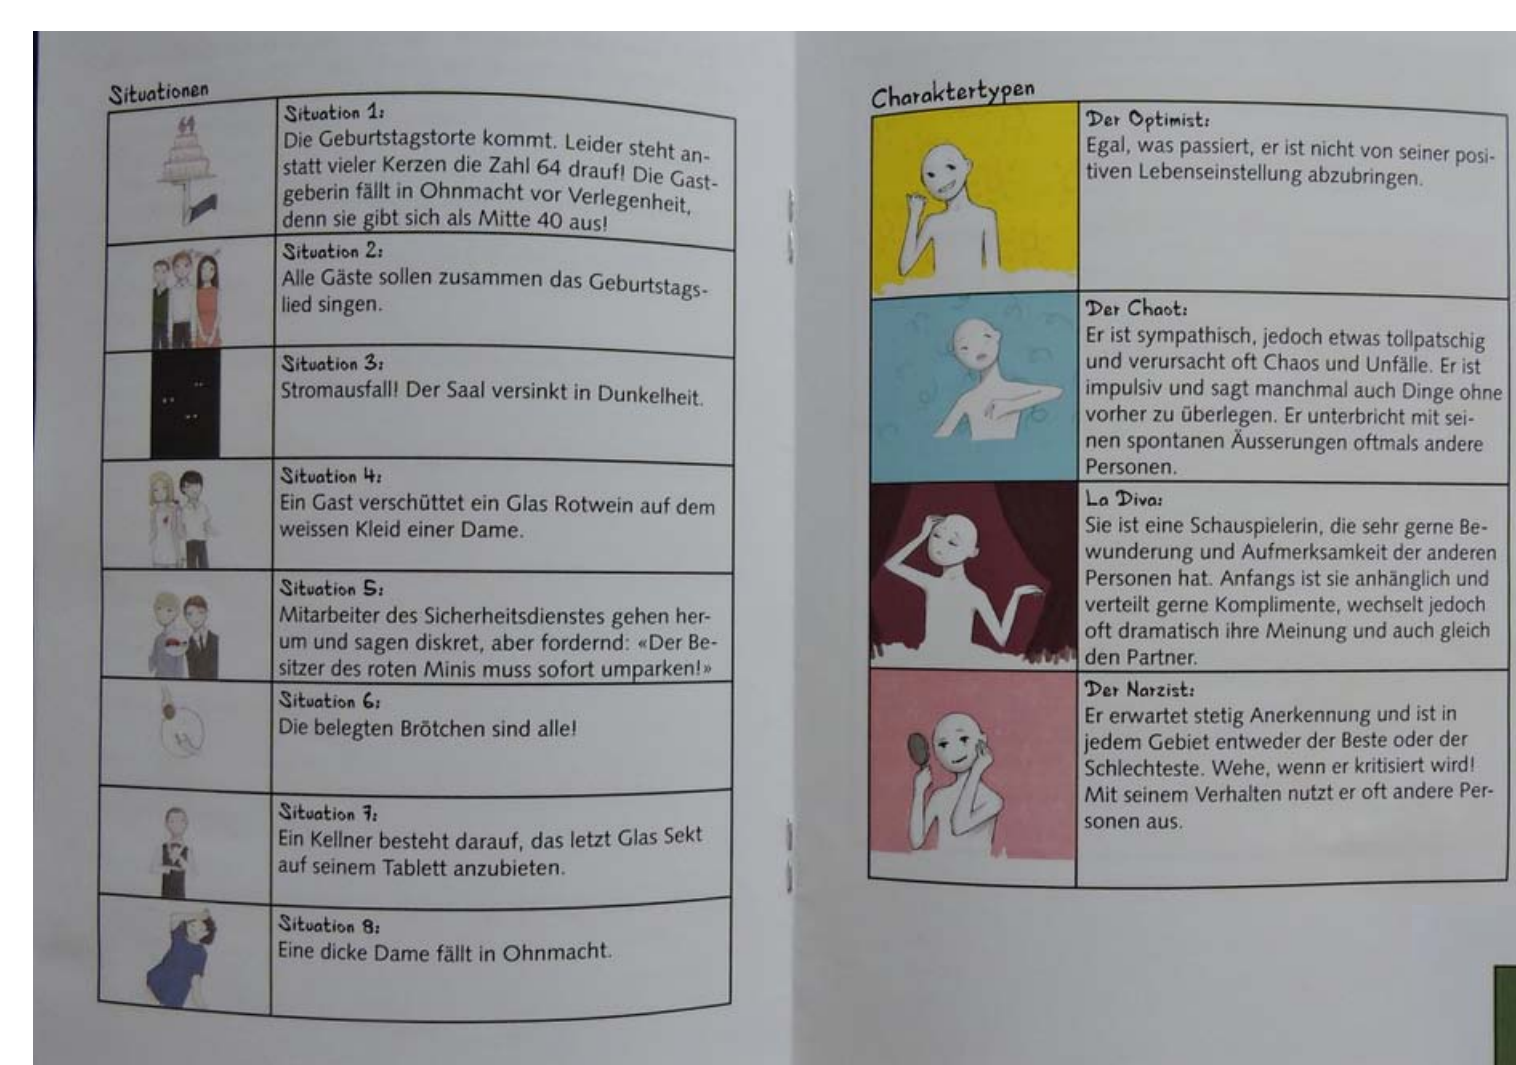 Situationen
Situation 1:
Die Geburtstagstorte kommt. Leider steht an-
statt vieler Kerzen die Zahl 64 drauf! Die Gast-
geberin fällt in Ohnmacht vor Verlegenheit,
denn sie gibt sich als Mitte 40 aus!
Situation 2:
Alle Gäste sollen zusammen das Geburtstags-
lied singen.
Situation 3:
Stromausfall! Der Saal versinkt in Dunkelheit.
Situation 4:
Ein Gast verschüttet ein Glas Rotwein auf dem
weissen Kleid einer Dame.
Situation 5:
Mitarbeiter des Sicherheitsdienstes gehen her-
um und sagen diskret, aber fordernd: «Der Be-
sitzer des roten Minis muss sofort umparken!»
Situation 6:
Die belegten Brötchen sind alle!
Situation 7:
Ein Kellner besteht darauf, das letzt Glas Sekt
auf seinem Tablett anzubieten.
Situation 8:
Eine dicke Dame fällt in Ohnmacht.
64
Charaktertypen
Der Optimist:
Egal, was passiert, er ist nicht von seiner posi-
tiven Lebenseinstellung abzubringen.
Der Chaot:
Er ist sympathisch, jedoch etwas tollpatschig
und verursacht oft Chaos und Unfälle. Er ist
impulsiv und sagt manchmal auch Dinge ohne
vorher zu überlegen. Er unterbricht mit sei-
nen spontanen Äusserungen oftmals andere
Personen.
La Diva:
Sie ist eine Schauspielerin, die sehr gerne Be-
wunderung und Aufmerksamkeit der anderen
Personen hat. Anfangs ist sie anhänglich und
verteilt gerne Komplimente, wechselt jedoch
oft dramatisch ihre Meinung und auch gleich
den Partner.
Der Narzist:
Er erwartet stetig Anerkennung und ist in
jedem Gebiet entweder der Beste oder der
Schlechteste. Wehe, wenn er kritisiert wird!
Mit seinem Verhalten nutzt er oft andere Per-
sonen aus.